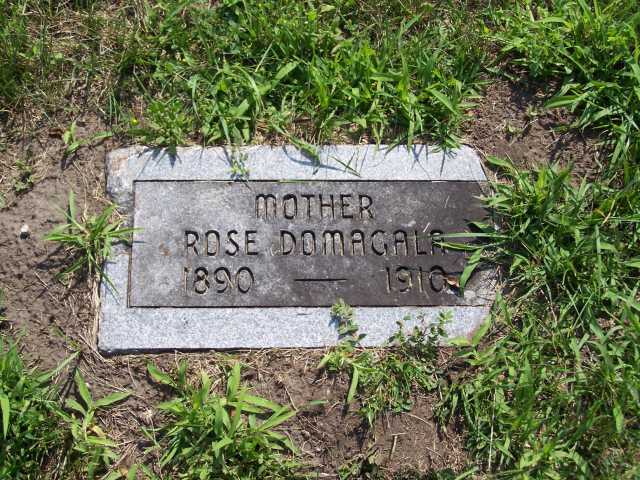 MOTHER
ROSE DOMAGALA
1890 — 1910